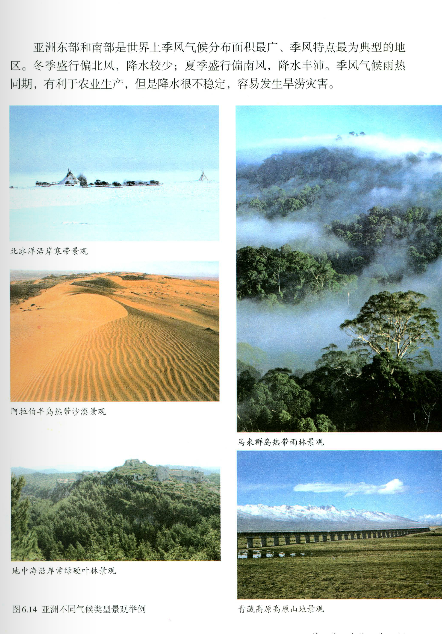 亚洲东部和南部是世界上季风气候分布面积最广、季风特点最为典型的地
区。冬季盛行偏北风，降水较少；夏季盛行偏南风，降水丰沛。季风气候雨热
同期，有利于农业生产，但是降水很不稳定，容易发生旱涝灾害。
北冰洋沿岸寒带景观
阿拉伯半岛热带沙漠景观
马来群岛热带雨林景观
地中海沿岸常绿硬叶林景观
青藏高原高原山地景观
图6.14 亚洲不同气候类型景观举例